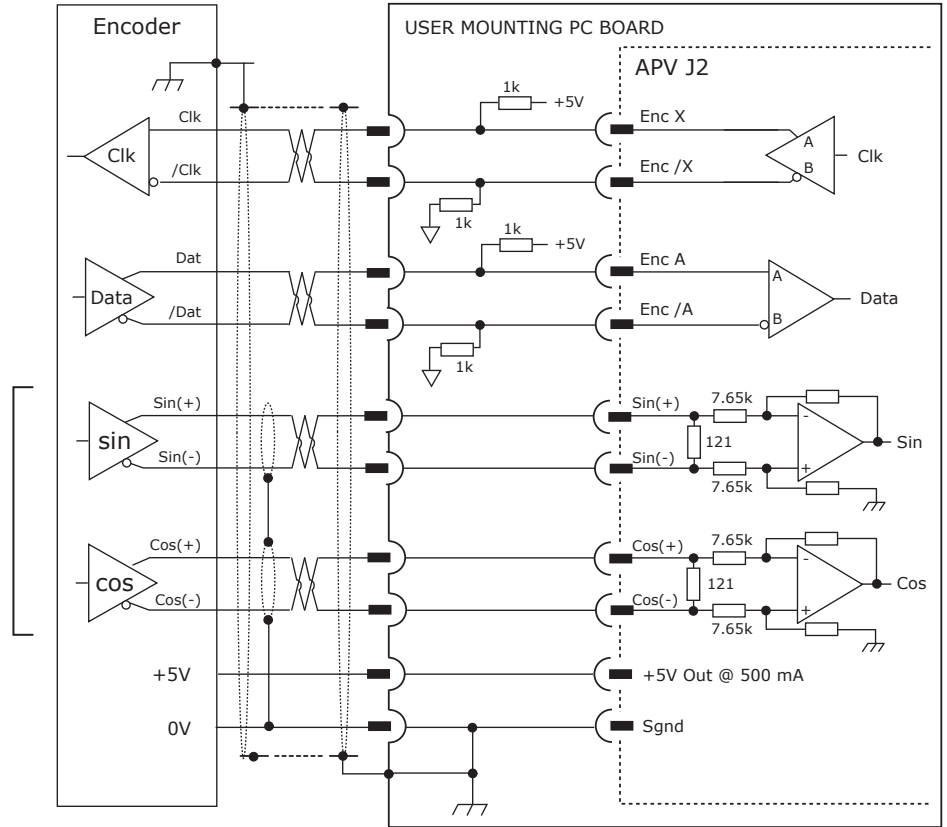 Encoder
USER MOUNTING PC BOARD
APV J2
1k
+5V
Clk
Enc X
A
Clk
Clk
/Clk
Enc /X
B
1k
1k
+5V
Dat
Enc A
A
Data
Data
/Dat
Enc /A
B
1k
7.65k
Sin(+)
Sin(+)
-
sin
121
Sin
Sin(-)
Sin(-)
+
7.65k
7.65k
Cos(+)
Cos(+)
-
cos
121
Cos
Cos(-)
Cos(-)
+
7.65k
+5V
+5V Out @ 500 mA
0V
Sgnd